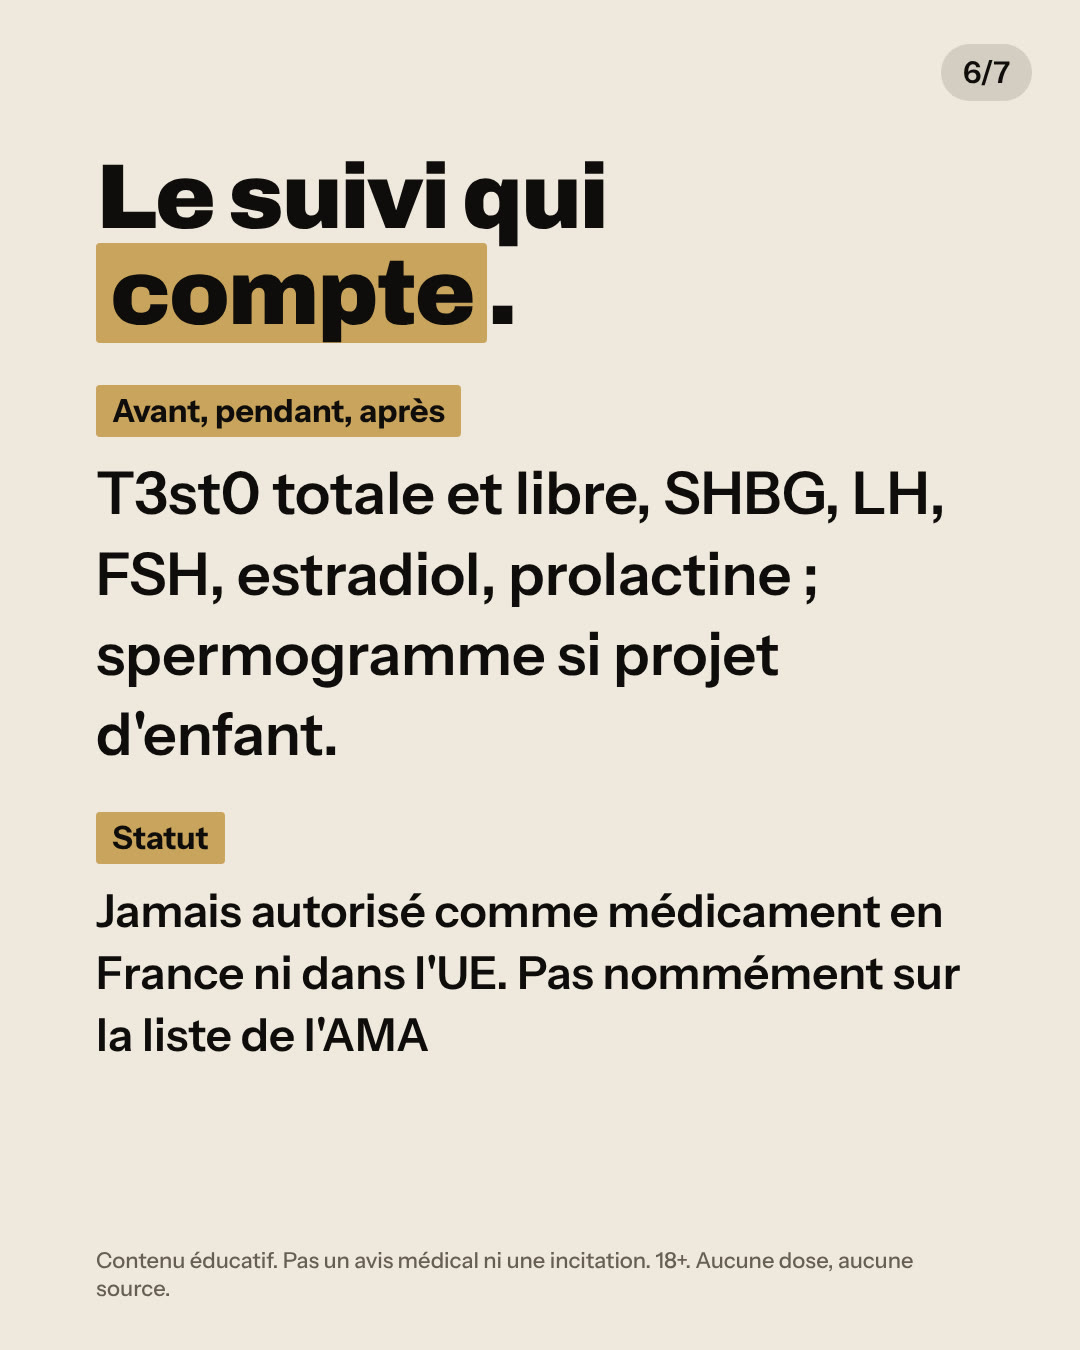 6/7
Le suivi qui
compte.
Avant, pendant, après
T3st0 totale et libre, SHBG, LH,
FSH, estradiol, prolactine ;
spermogramme si projet
d'enfant.
Statut
Jamais autorisé comme médicament en
France ni dans l'UE. Pas nommément sur
la liste de l'AMA
Contenu éducatif. Pas un avis médical ni une incitation. 18+. Aucune dose, aucune
source.